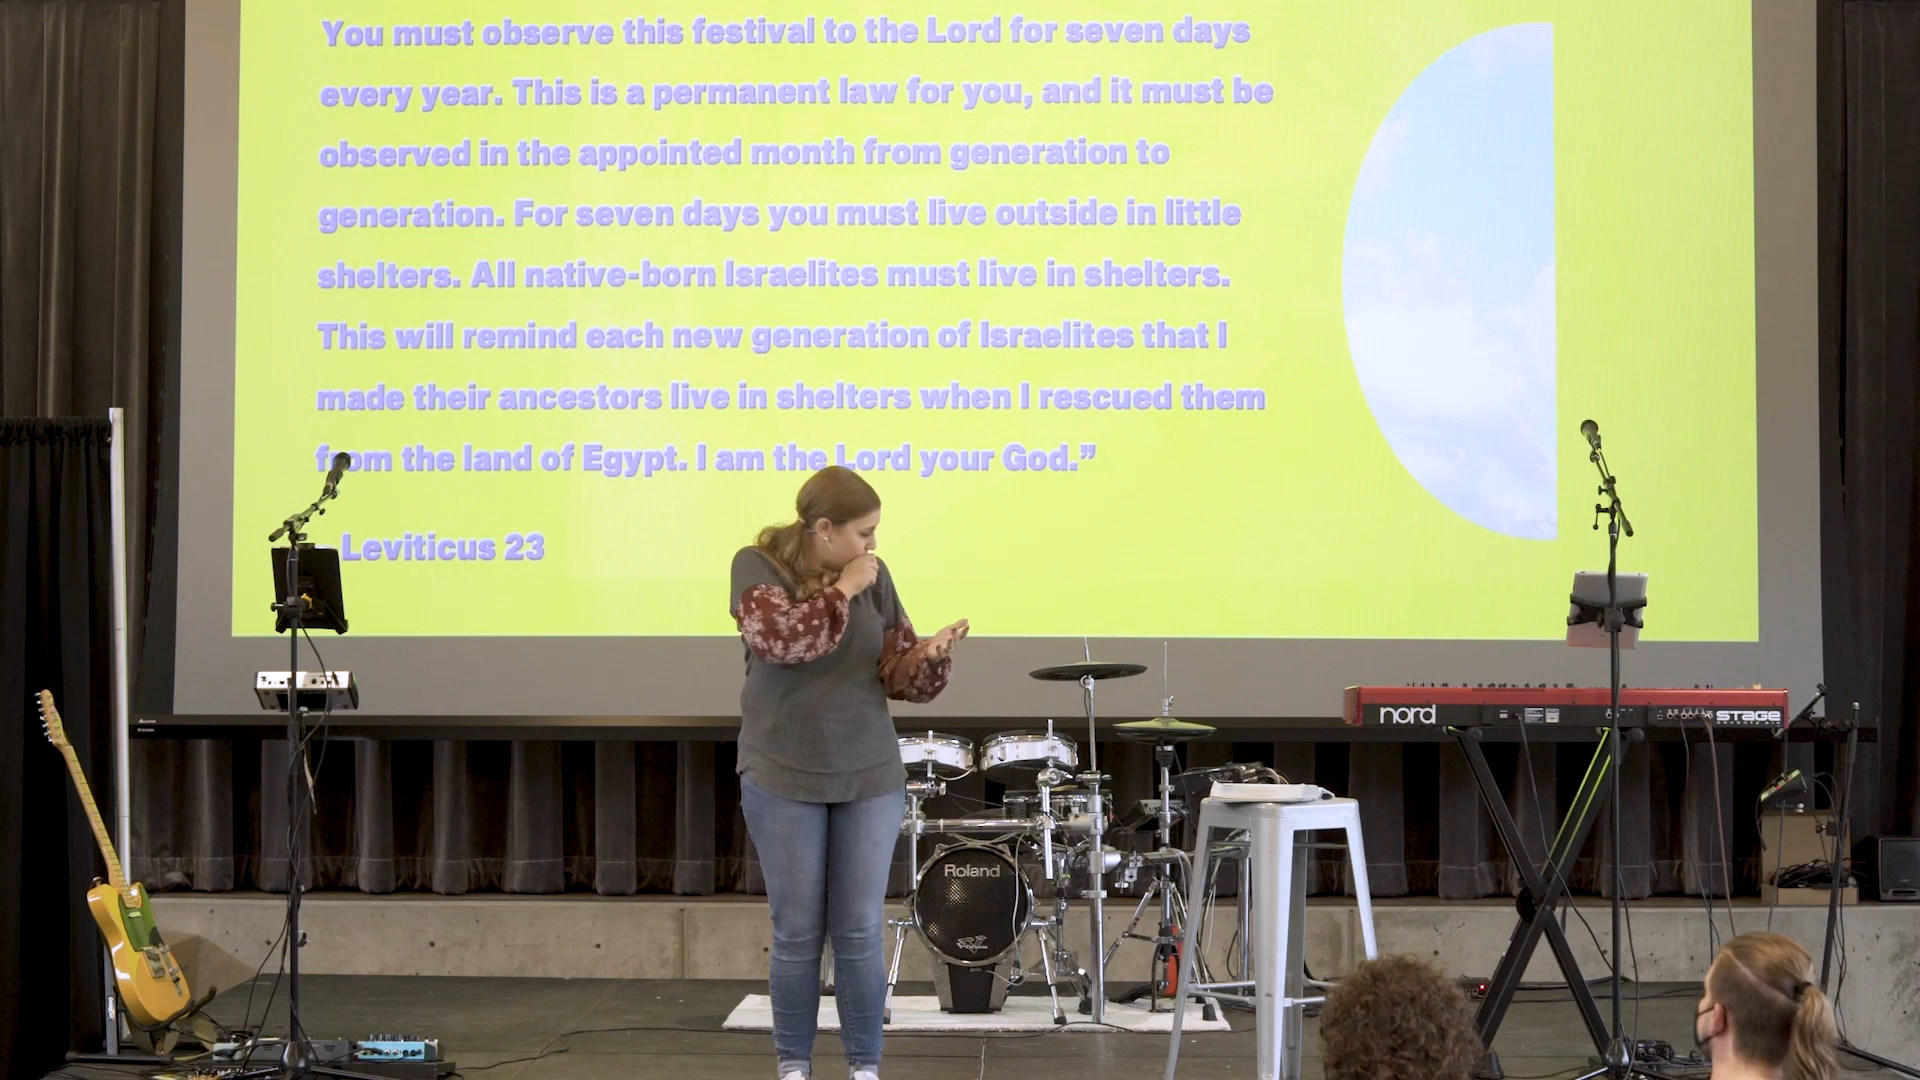 You must observe this festival to the Lord for seven days
every year. This is a permanent law for you, and it must be
observed in the appointed month from generation to
generation. For seven days you must live outside in little
shelters. All native-born Israelites must live in shelters.
This will remind each new generation of Israelites that I
made their ancestors live in shelters when I rescued them
from the land of Egypt. I am the Lord your God.”
- Leviticus 23
nord
STAGE
Roland